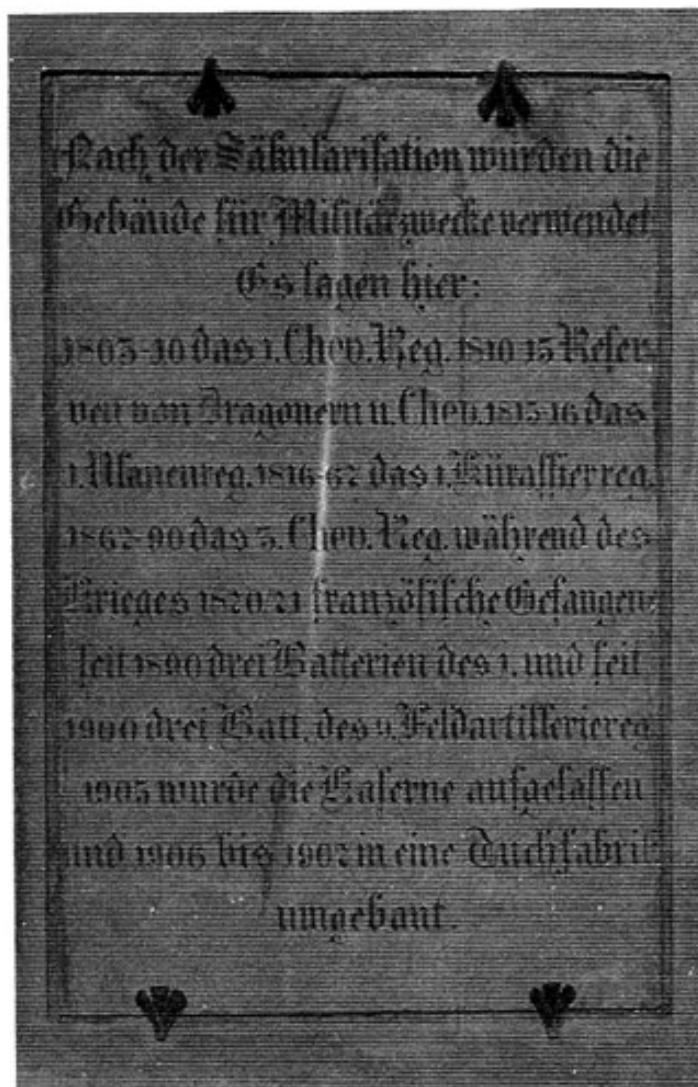 Nach der Säkularisation wurden die
Gebäude für Militärzwecke verwendet
Es lagen hier:
1803-10 das 1. Chev. Reg. 1810-15 Reser-
ven von Dragonern u. Chev. 1815-16 das
1. Ulanenreg. 1816-62 das 1. Kürassierreg.
1862-90 das 3. Chev. Reg. während des
Krieges 1870/71 französische Gefangene
seit 1890 drei Batterien des 1. und seit
1900 drei Batt. des 9. Feldartilleriereg.
1905 wurde die Kaserne aufgelassen
und 1906 bis 1907 in eine Tuchfabrik
umgebaut.